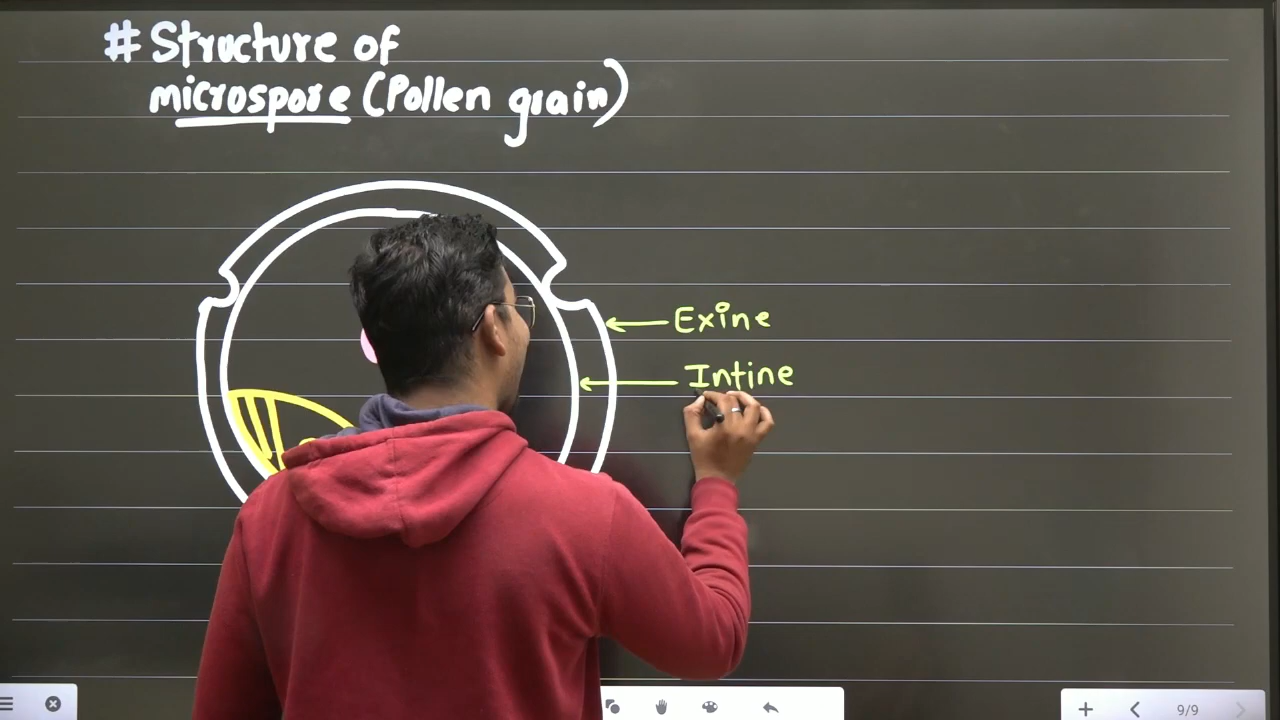 # Structure of
microspore (Pollen grain)
Exine
Intine
9/9